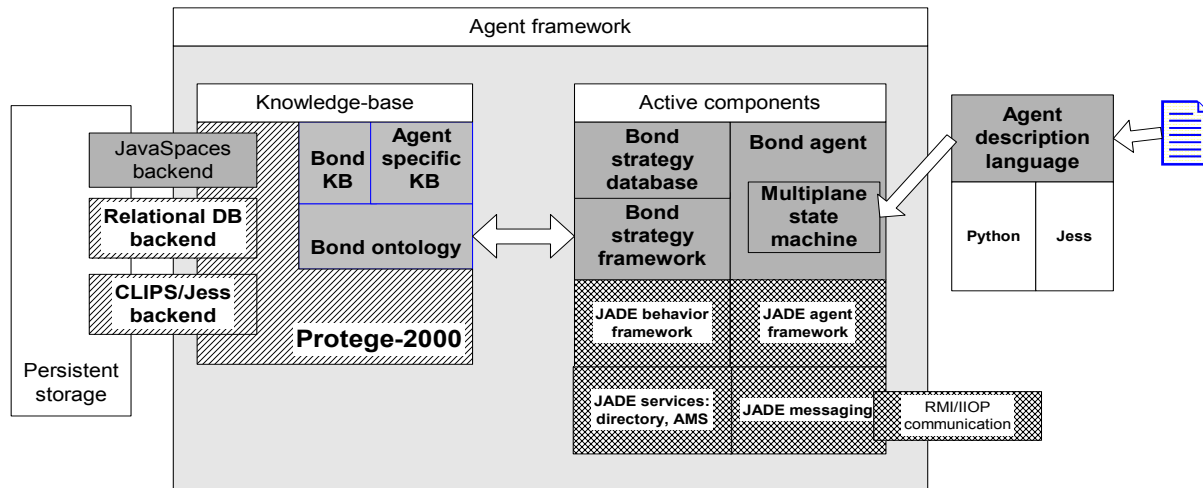 Agent framework
Knowledge-base
Active components
JavaSpaces
backend
Relational DB
backend
CLIPS/Jess
backend
Persistent
storage
Bond
KB
Agent
specific KB
Bond ontology
Protege-2000
Bond
strategy
database
Bond
strategy
framework
Bond agent
Multiplane
state
machine
JADE behavior
framework
JADE agent
framework
JADE services:
directory, AMS
JADE messaging
RMI/IIOP
communication
Agent
description
language
Python
Jess